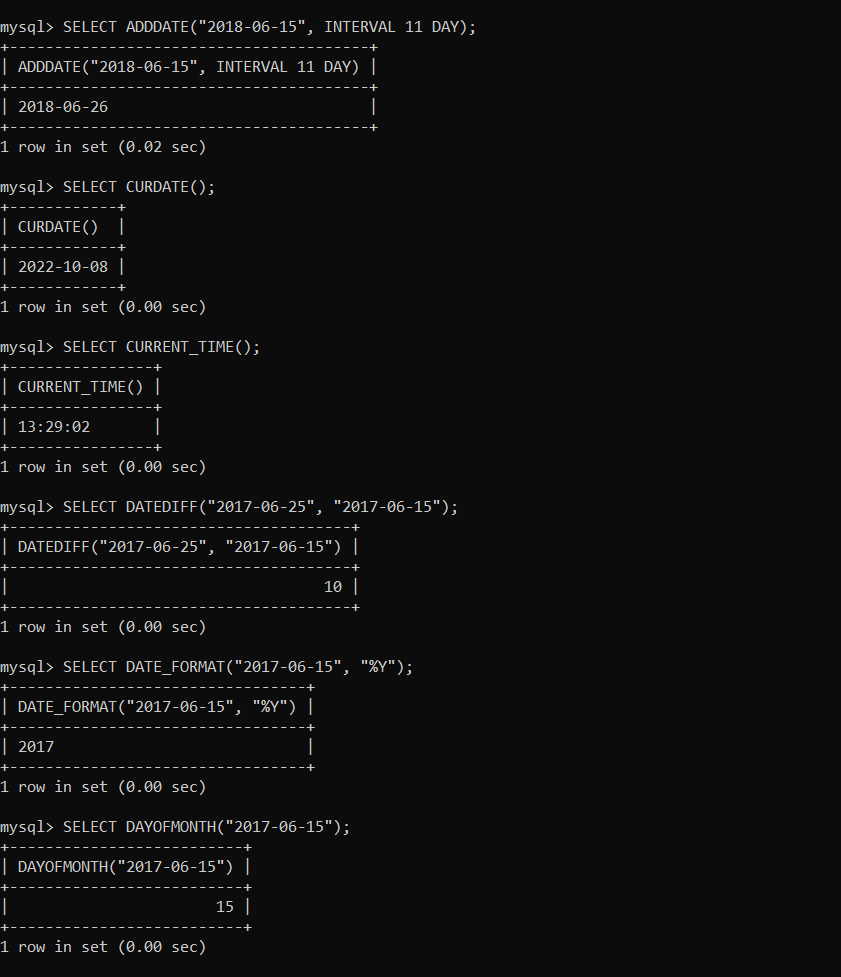 mysql> SELECT ADDDATE("2018-06-15", INTERVAL 11 DAY);
+----------------------------------------+
| ADDDATE("2018-06-15", INTERVAL 11 DAY) |
+----------------------------------------+
| 2018-06-26                             |
+----------------------------------------+
1 row in set (0.02 sec)

mysql> SELECT CURDATE();
+------------+
| CURDATE()  |
+------------+
| 2022-10-08 |
+------------+
1 row in set (0.00 sec)

mysql> SELECT CURRENT_TIME();
+----------------+
| CURRENT_TIME() |
+----------------+
| 13:29:02       |
+----------------+
1 row in set (0.00 sec)

mysql> SELECT DATEDIFF("2017-06-25", "2017-06-15");
+--------------------------------------+
| DATEDIFF("2017-06-25", "2017-06-15") |
+--------------------------------------+
|                                   10 |
+--------------------------------------+
1 row in set (0.00 sec)

mysql> SELECT DATE_FORMAT("2017-06-15", "%Y");
+---------------------------------+
| DATE_FORMAT("2017-06-15", "%Y") |
+---------------------------------+
| 2017                            |
+---------------------------------+
1 row in set (0.00 sec)

mysql> SELECT DAYOFMONTH("2017-06-15");
+--------------------------+
| DAYOFMONTH("2017-06-15") |
+--------------------------+
|                       15 |
+--------------------------+
1 row in set (0.00 sec)